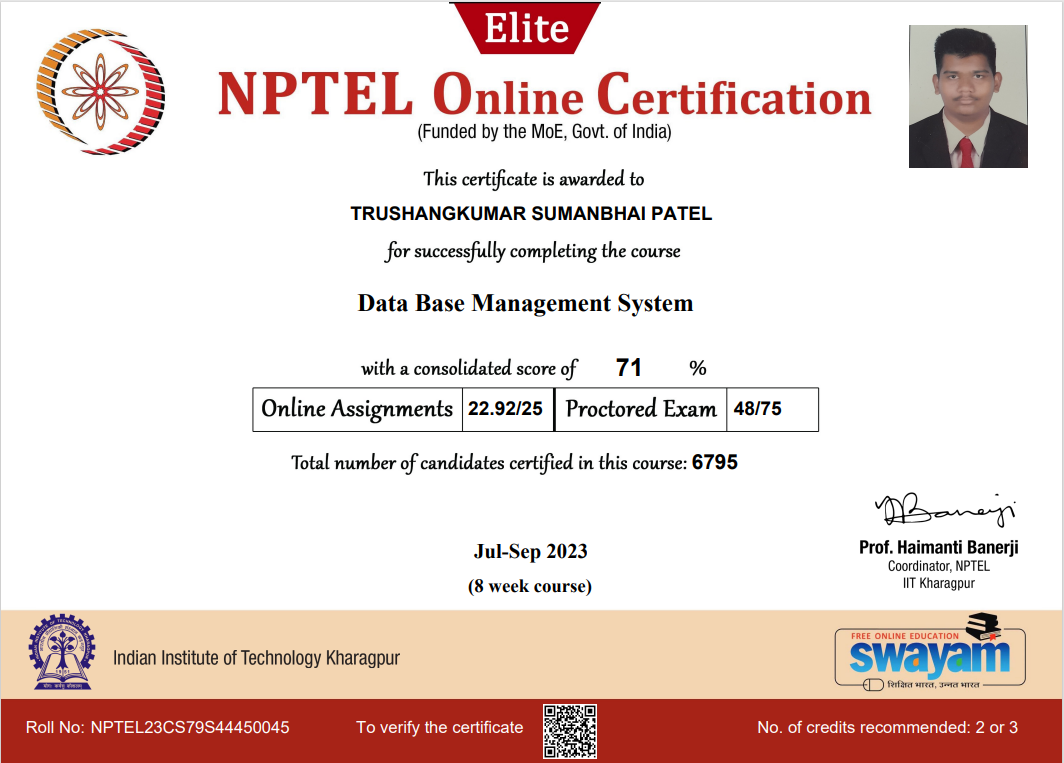 Elite
NPTEL Online Certification
(Funded by the MoE, Govt. of India)
This certificate is awarded to
TRUSHANGKUMAR SUMANBHAI PATEL
for successfully completing the course
Data Base Management System
with a consolidated score of 71 %
Online Assignments 22.92/25 Proctored Exam 48/75
Total number of candidates certified in this course: 6795
Jul-Sep 2023
(8 week course)
Prof. Haimanti Banerji
Coordinator, NPTEL
IIT Kharagpur
Indian Institute of Technology Kharagpur
FREE ONLINE EDUCATION
swayam
शिक्षित भारत, उन्नत भारत
Roll No: NPTEL23CS79S44450045
To verify the certificate
No. of credits recommended: 2 or 3